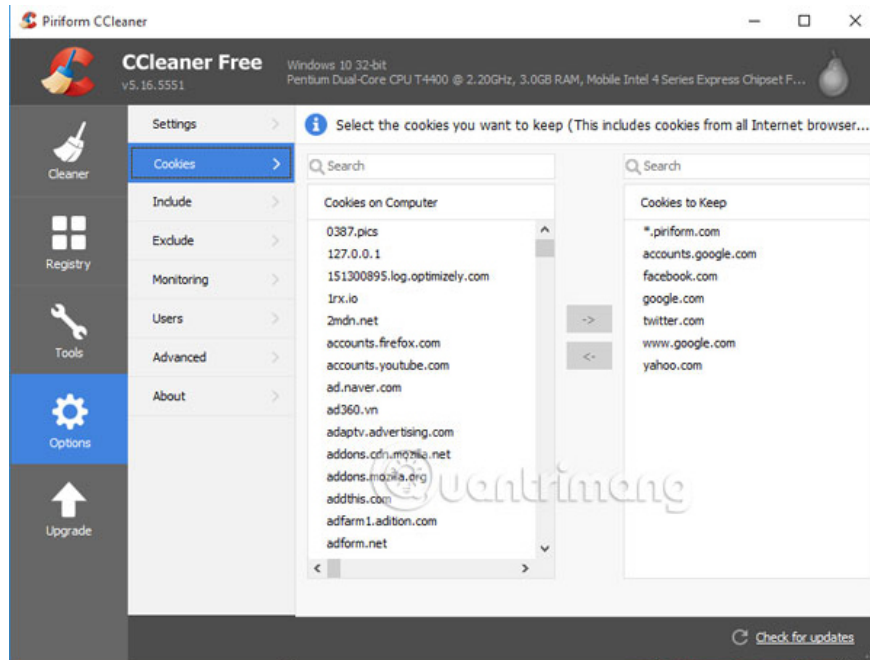 Piriform CCleaner
CCleaner Free
v5.16.5551
Windows 10 32-bit
Pentium Dual-Core CPU T4400 @ 2.20GHz, 3.0GB RAM, Mobile Intel 4 Series Express Chipset F...
Cleaner
Registry
Tools
Options
Upgrade
Settings
Cookies
Include
Exclude
Monitoring
Users
Advanced
About
Select the cookies you want to keep (This includes cookies from all Internet browser...
Search
Cookies on Computer
0387.pics
127.0.0.1
151300895.log.optimizely.com
1rx.io
2mdn.net
accounts.firefox.com
accounts.youtube.com
ad.naver.com
ad360.vn
adaptv.advertising.com
addons.cdn.mozilla.net
addons.mozilla.org
addthis.com
adfarm1.adition.com
adform.net
->
<-
Search
Cookies to Keep
*.piriform.com
accounts.google.com
facebook.com
google.com
twitter.com
www.google.com
yahoo.com
Quantrimang
Check for updates